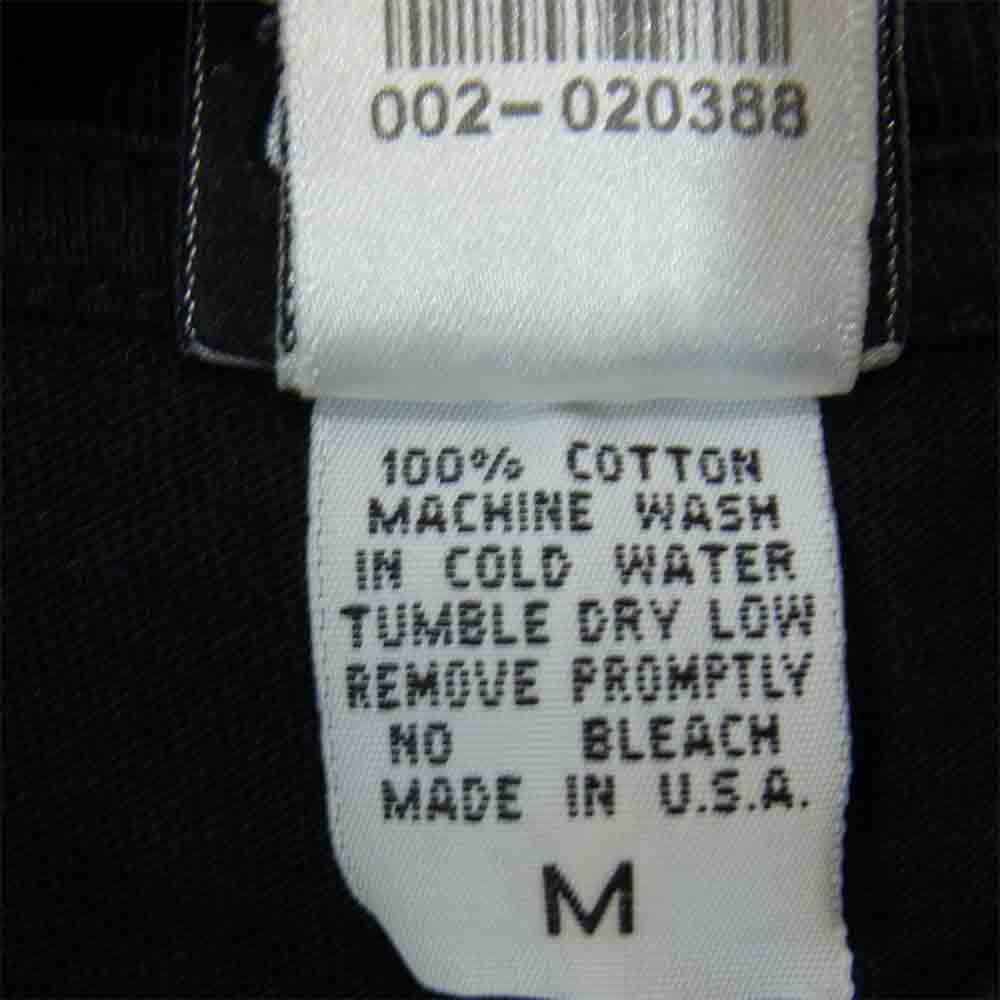 002-020388
100% COTTON
MACHINE WASH
IN COLD WATER
TUMBLE DRY LOW
REMOVE PROMPTLY
NO BLEACH
MADE IN U.S.A.
M